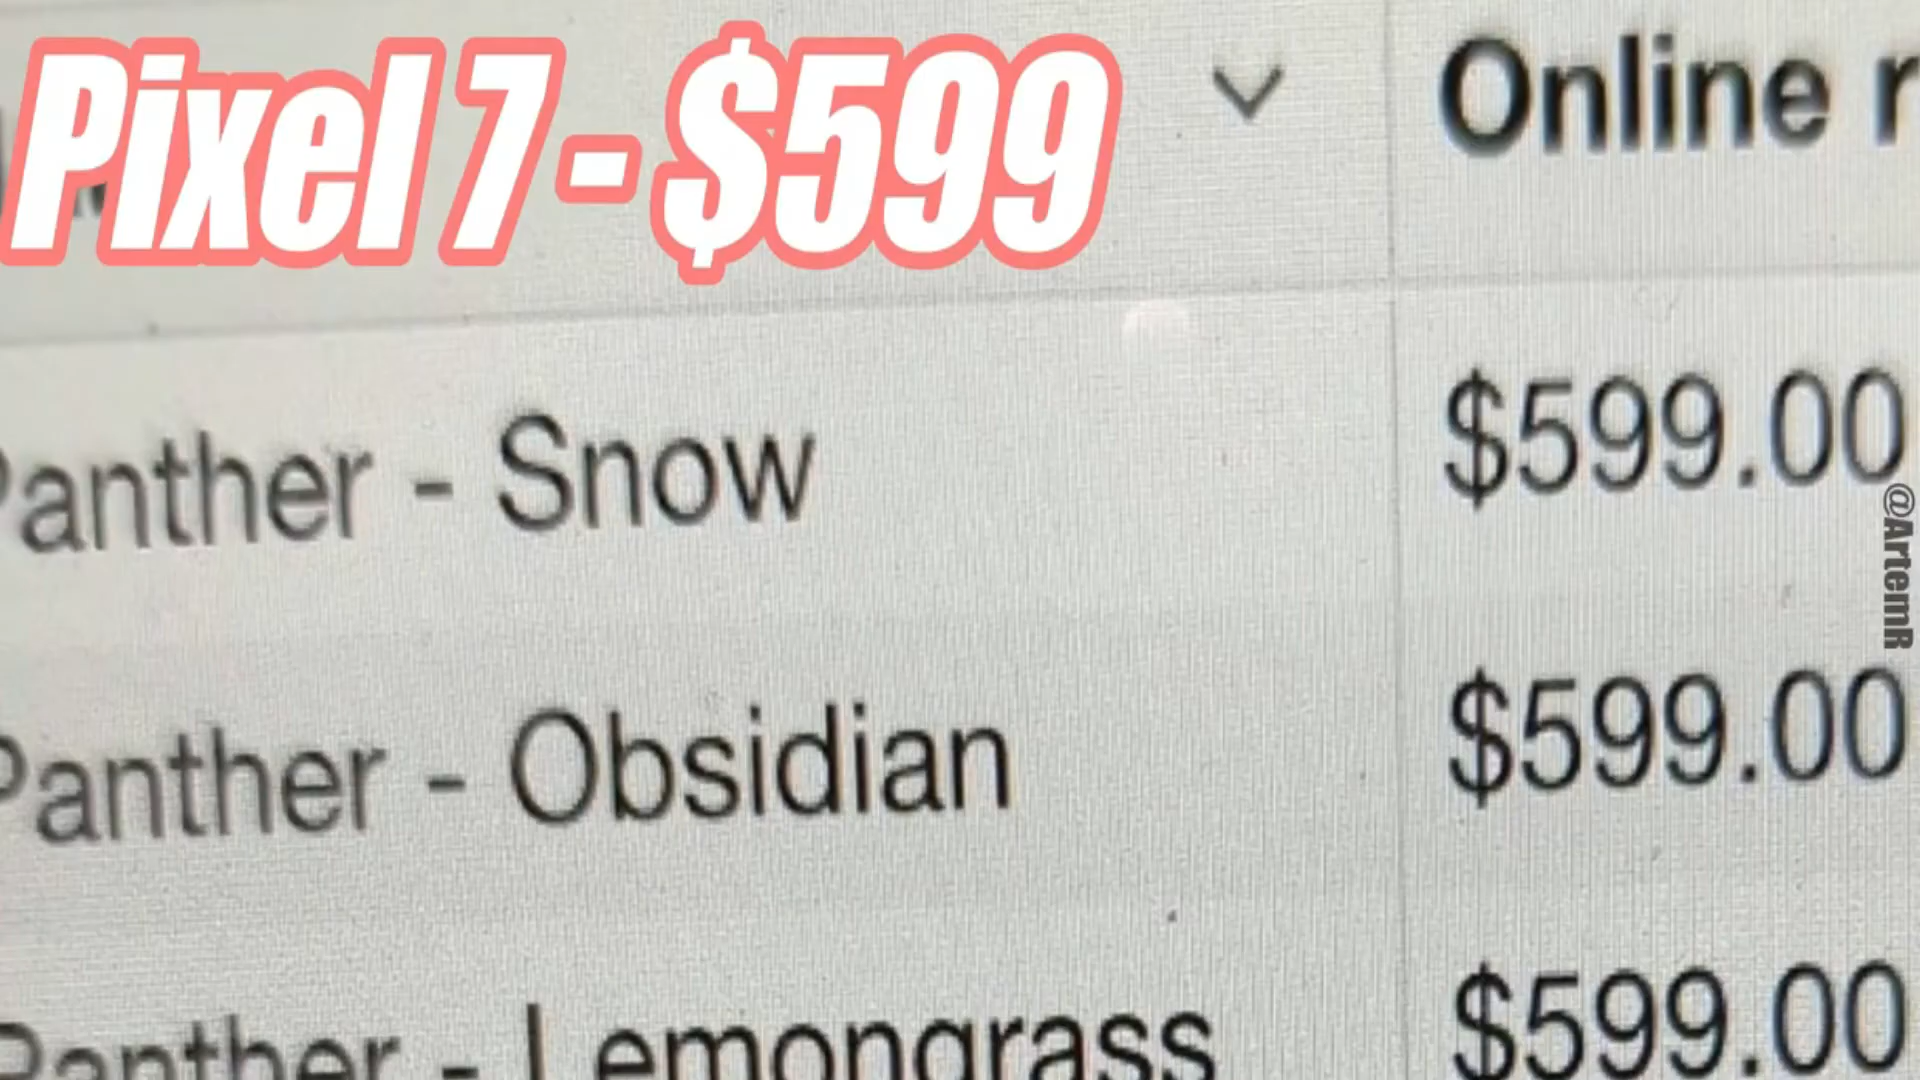 Pixel 7 - $599
Online r
Panther - Snow
$599.00
@ArtemR
Panther - Obsidian
$599.00
Panther - Lemongrass
$599.00